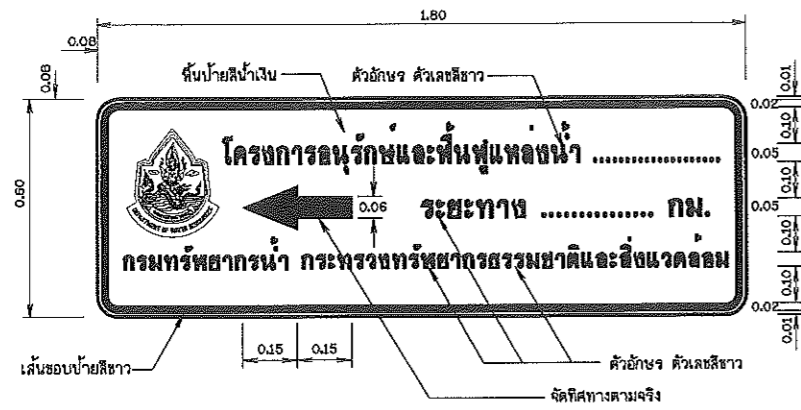 1.80
0.08
พื้นป้ายสีน้ำเงิน
ตัวอักษร ตัวเลขสีขาว
0.08
0.01
0.02
0.10
โครงการอนุรักษ์และฟื้นฟูแหล่งน้ำ ......................
0.05
0.10
0.60
0.06
ระยะทาง ............... กม.
0.05
0.10
กรมทรัพยากรน้ำ กระทรวงทรัพยากรธรรมชาติและสิ่งแวดล้อม
0.10
0.02
0.01
0.15
0.15
เส้นขอบป้ายสีขาว
ตัวอักษร ตัวเลขสีขาว
จัดทิศทางตามจริง
DEPARTMENT OF WATER RESOURCES